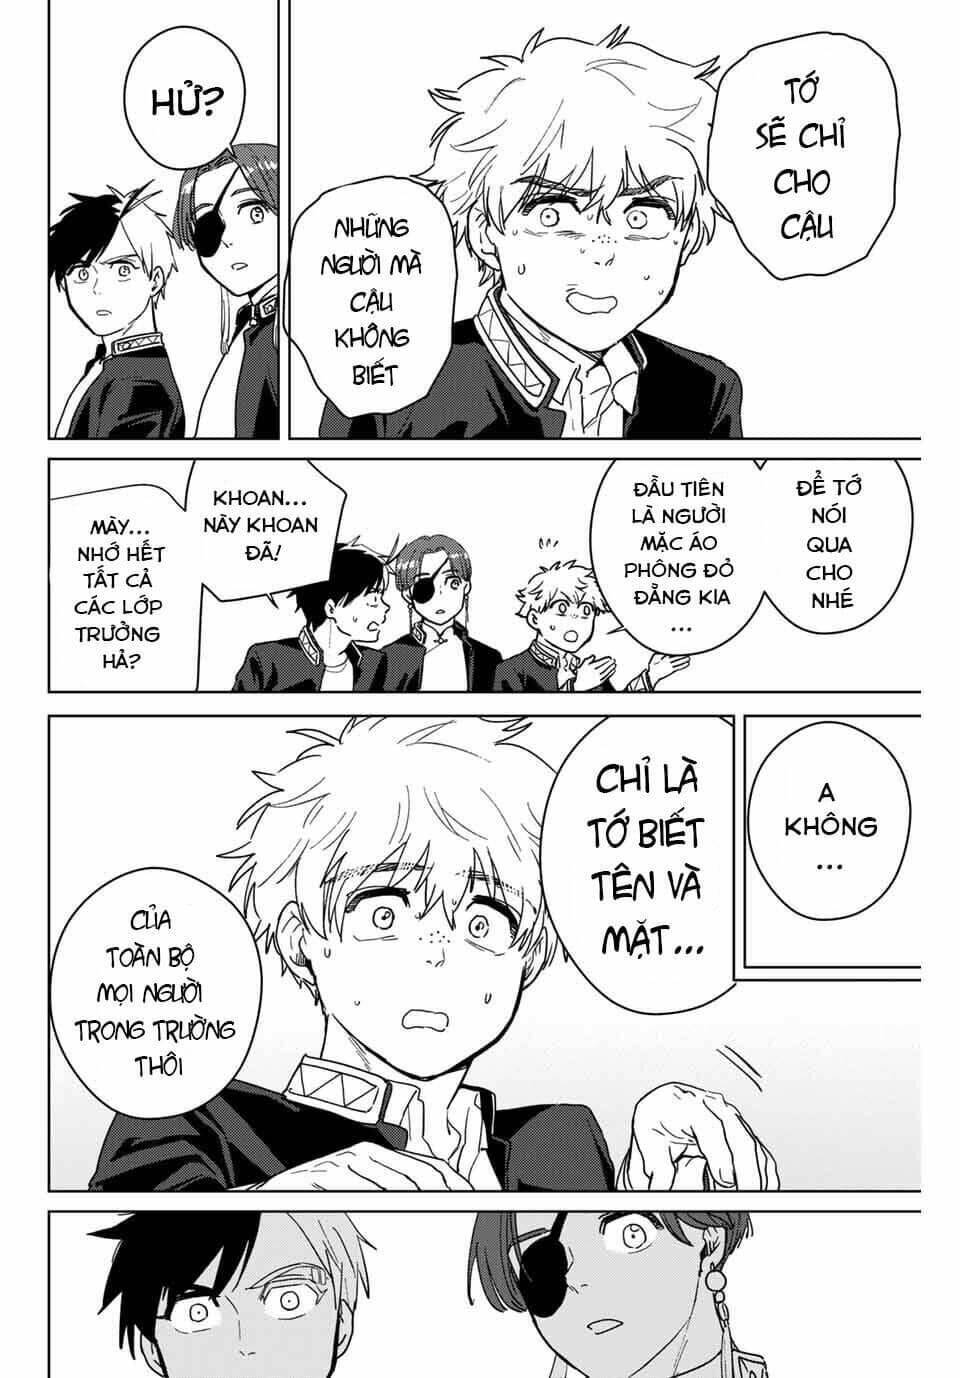 TỚ
SẼ CHỈ
CHO
CẬU
NHỮNG
NGƯỜI MÀ
CẬU
KHÔNG
BIẾT
HỬ?
ĐỂ TỚ
NÓI
QUA
CHO
NHÉ
ĐẦU TIÊN
LÀ NGƯỜI
MẶC ÁO
PHÔNG ĐỎ
ĐẰNG KIA
...
KHOAN...
NÀY KHOAN
ĐÃ!
MÀY...
NHỚ HẾT
TẤT CẢ
CÁC LỚP
TRƯỞNG
HẢ?
A
KHÔNG
...
CHỈ LÀ
TỚ BIẾT
TÊN VÀ
MẶT...
CỦA
TOÀN BỘ
MỌI NGƯỜI
TRONG TRƯỜNG
THÔI